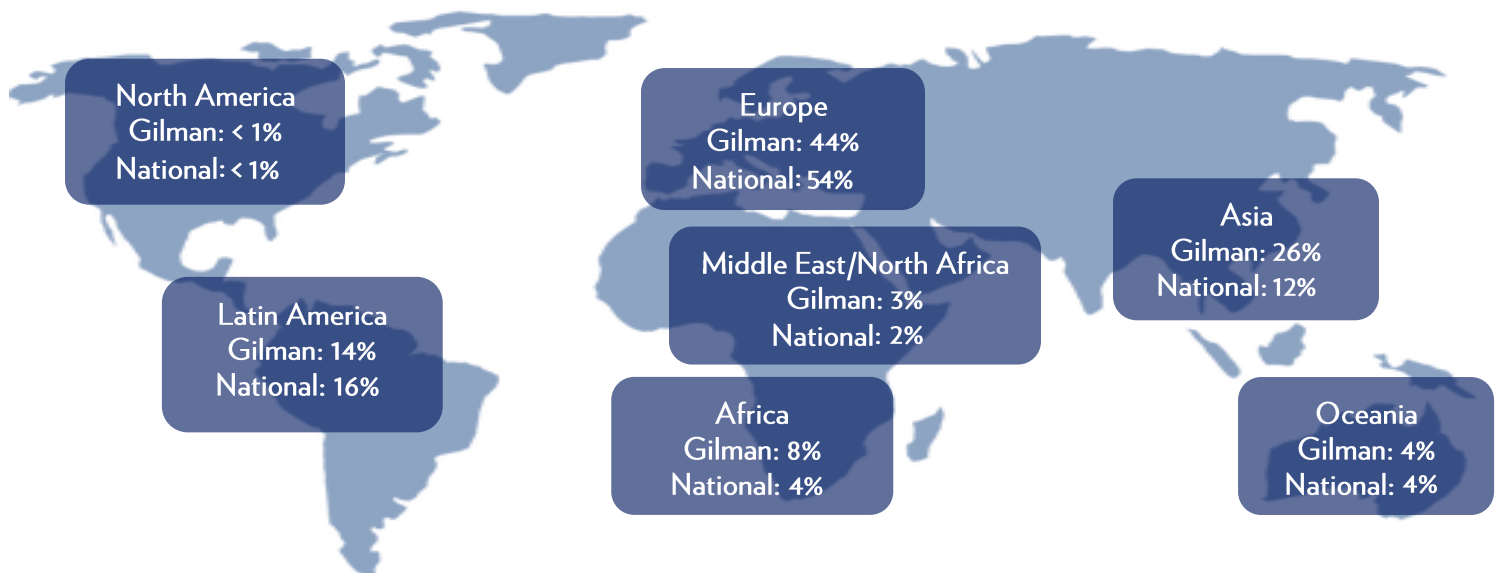 North America
Gilman: < 1%
National: < 1%
Europe
Gilman: 44%
National: 54%
Asia
Gilman: 26%
National: 12%
Middle East/North Africa
Gilman: 3%
National: 2%
Latin America
Gilman: 14%
National: 16%
Africa
Gilman: 8%
National: 4%
Oceania
Gilman: 4%
National: 4%